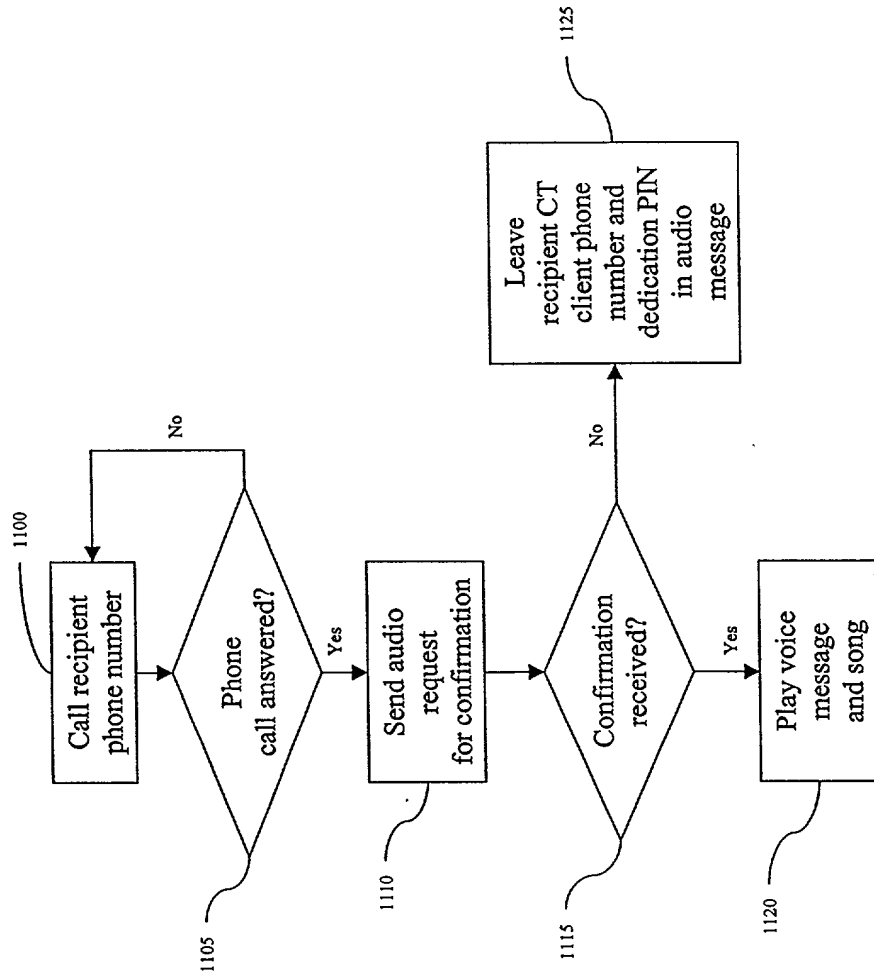 1100
Call recipient
phone number
No
Phone
call answered?
1105
Yes
Send audio
request
for confirmation
1110
Confirmation
received?
1115
No
Leave
recipient CT
client phone
number and
dedication PIN
in audio
message
1125
Yes
Play voice
message
and song
1120